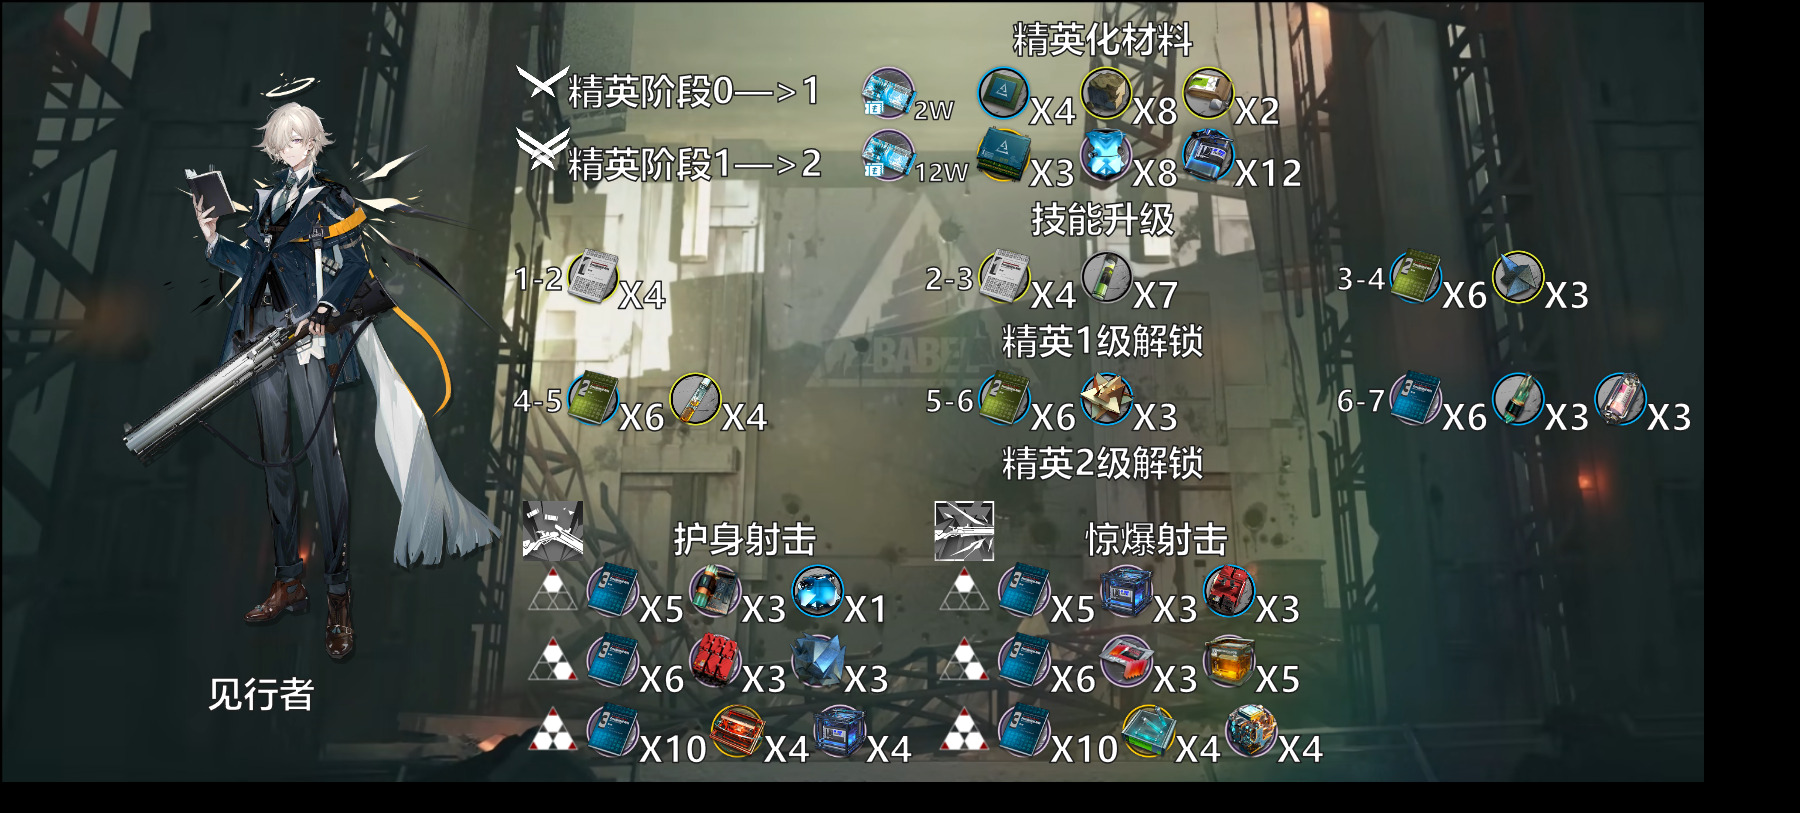 精英化材料
精英阶段0—>1 2W X4 X8 X2
精英阶段1—>2 12W X3 X8 X12
技能升级
1-2 X4 2-3 X4 X7 3-4 X6 X3
BABEL
精英1级解锁
4-5 X6 X4 5-6 X6 X3 6-7 X6 X3 X3
精英2级解锁
护身射击 惊爆射击
X5 X3 X1 X5 X3 X3
X6 X3 X3 X6 X3 X5
见行者
X10 X4 X4 X10 X4 X4